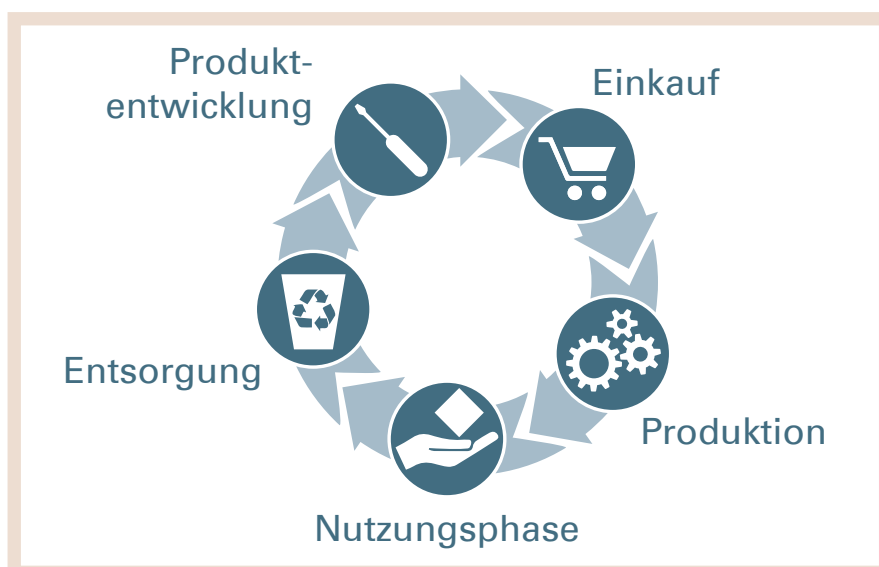 Produkt-
entwicklung
Einkauf
Produktion
Nutzungsphase
Entsorgung